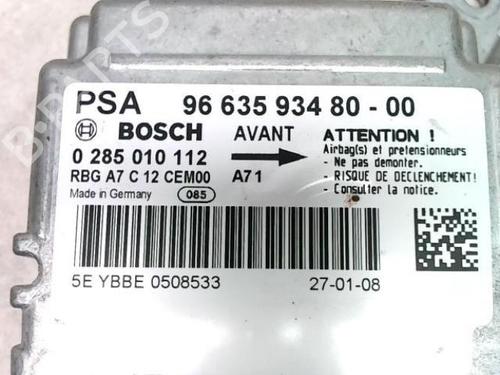 PSA 96 635 934 80 - 00
BOSCH AVANT
0 285 010 112
RBG A7 C 12 CEM00 A71
Made in Germany 085
ATTENTION !
Airbag(s) et pretensionneurs
- Ne pas demonter.
- RISQUE DE DECLENCHEMENT!
- Consulter la notice.
5E YBBE 0508533 27-01-08
B-PARTS